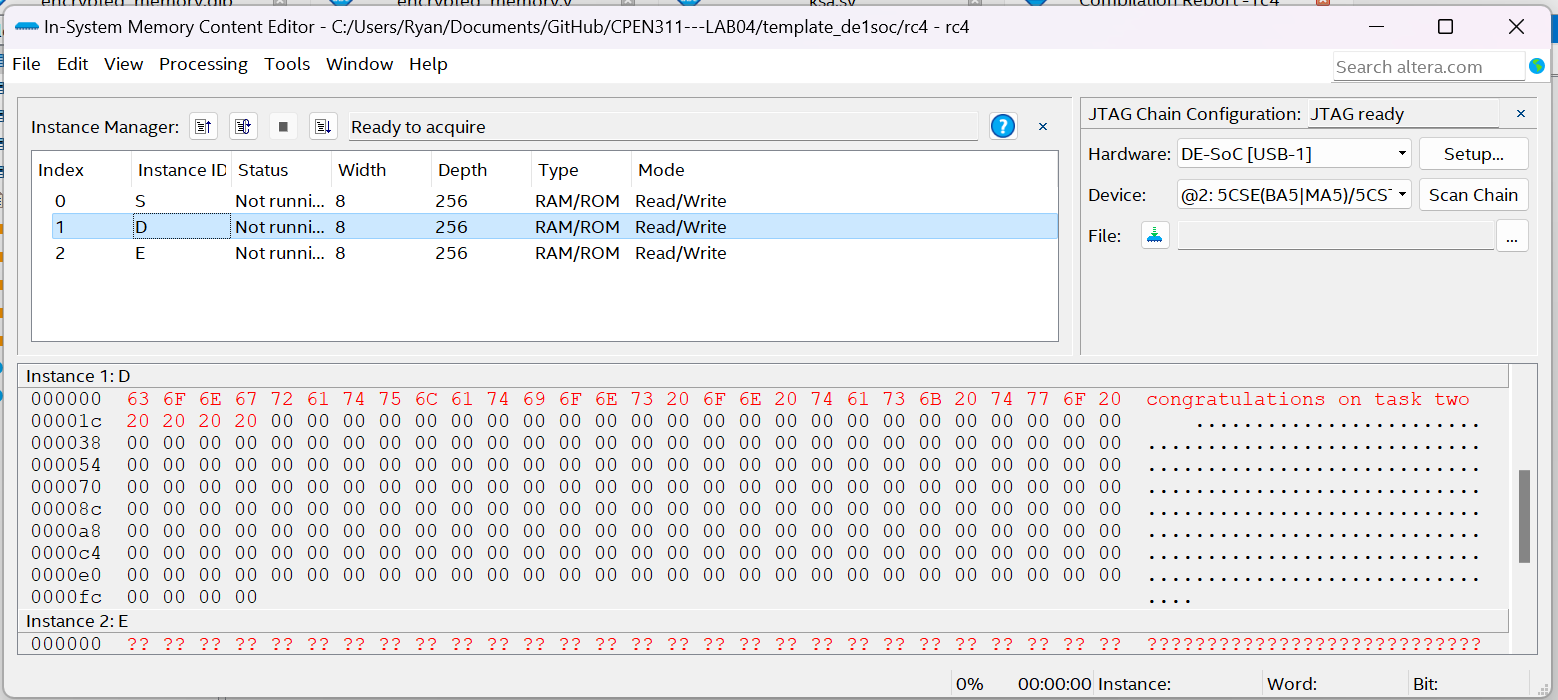 encrypted_memory.qip encrypted_memory.v ksa.sv Compilation Report - rc4
In-System Memory Content Editor - C:/Users/Ryan/Documents/GitHub/CPEN311---LAB04/template_de1soc/rc4 - rc4
File Edit View Processing Tools Window Help
Search altera.com
Instance Manager: Ready to acquire
Index Instance ID Status Width Depth Type Mode
0 S Not runni... 8 256 RAM/ROM Read/Write
1 D Not runni... 8 256 RAM/ROM Read/Write
2 E Not runni... 8 256 RAM/ROM Read/Write
JTAG Chain Configuration: JTAG ready
Hardware: DE-SoC [USB-1] Setup...
Device: @2: 5CSE(BA5|MA5)/5CST Scan Chain
File: ...
Instance 1: D
000000 63 6F 6E 67 72 61 74 75 6C 61 74 69 6F 6E 73 20 6F 6E 20 74 61 73 6B 20 74 77 6F 20 congratulations on task two
00001c 20 20 20 20 00 00 00 00 00 00 00 00 00 00 00 00 00 00 00 00 00 00 00 00 00 00 00 00 ........................
000038 00 00 00 00 00 00 00 00 00 00 00 00 00 00 00 00 00 00 00 00 00 00 00 00 00 00 00 00 ............................
000054 00 00 00 00 00 00 00 00 00 00 00 00 00 00 00 00 00 00 00 00 00 00 00 00 00 00 00 00 ............................
000070 00 00 00 00 00 00 00 00 00 00 00 00 00 00 00 00 00 00 00 00 00 00 00 00 00 00 00 00 ............................
00008c 00 00 00 00 00 00 00 00 00 00 00 00 00 00 00 00 00 00 00 00 00 00 00 00 00 00 00 00 ............................
0000a8 00 00 00 00 00 00 00 00 00 00 00 00 00 00 00 00 00 00 00 00 00 00 00 00 00 00 00 00 ............................
0000c4 00 00 00 00 00 00 00 00 00 00 00 00 00 00 00 00 00 00 00 00 00 00 00 00 00 00 00 00 ............................
0000e0 00 00 00 00 00 00 00 00 00 00 00 00 00 00 00 00 00 00 00 00 00 00 00 00 00 00 00 00 ............................
0000fc 00 00 00 00 ....
Instance 2: E
000000 ?? ?? ?? ?? ?? ?? ?? ?? ?? ?? ?? ?? ?? ?? ?? ?? ?? ?? ?? ?? ?? ?? ?? ?? ?? ?? ?? ?? ????????????????????????????
0% 00:00:00 Instance: Word: Bit: